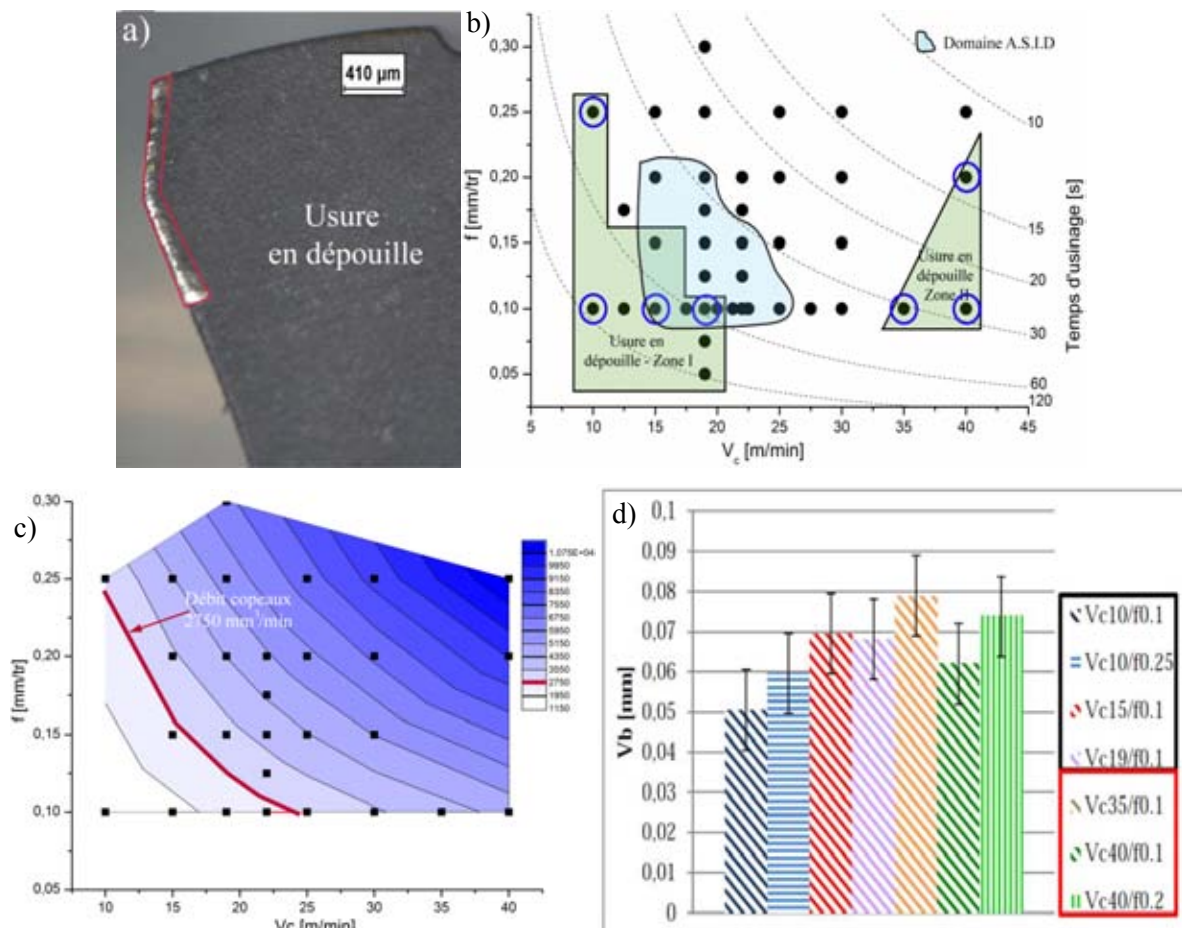 a)
410 µm
Usure
en dépouille
b)
Domaine A.S.I.D
0,30
0,25
0,20
0,15
0,10
0,05
f [mm/tr]
10
15
20
30
60
120
Temps d'usinage [s]
Usure en
dépouille - Zone I
Usure en
dépouille
Zone II
5 10 15 20 25 30 35 40 45
Vc [m/min]
c)
0,30
0,25
0,20
0,15
0,10
0,05
f [mm/tr]
Débit copeaux
2750 mm³/min
1,075E+04
9950
9150
8350
7550
6750
5950
5150
4350
3550
2750
1950
1150
10 15 20 25 30 35 40
Vc [m/min]
d)
0,1
0,09
0,08
0,07
0,06
0,05
0,04
0,03
0,02
0,01
0
Vb [mm]
Vc10/f0.1
Vc10/f0.25
Vc15/f0.1
Vc19/f0.1
Vc35/f0.1
Vc40/f0.1
Vc40/f0.2